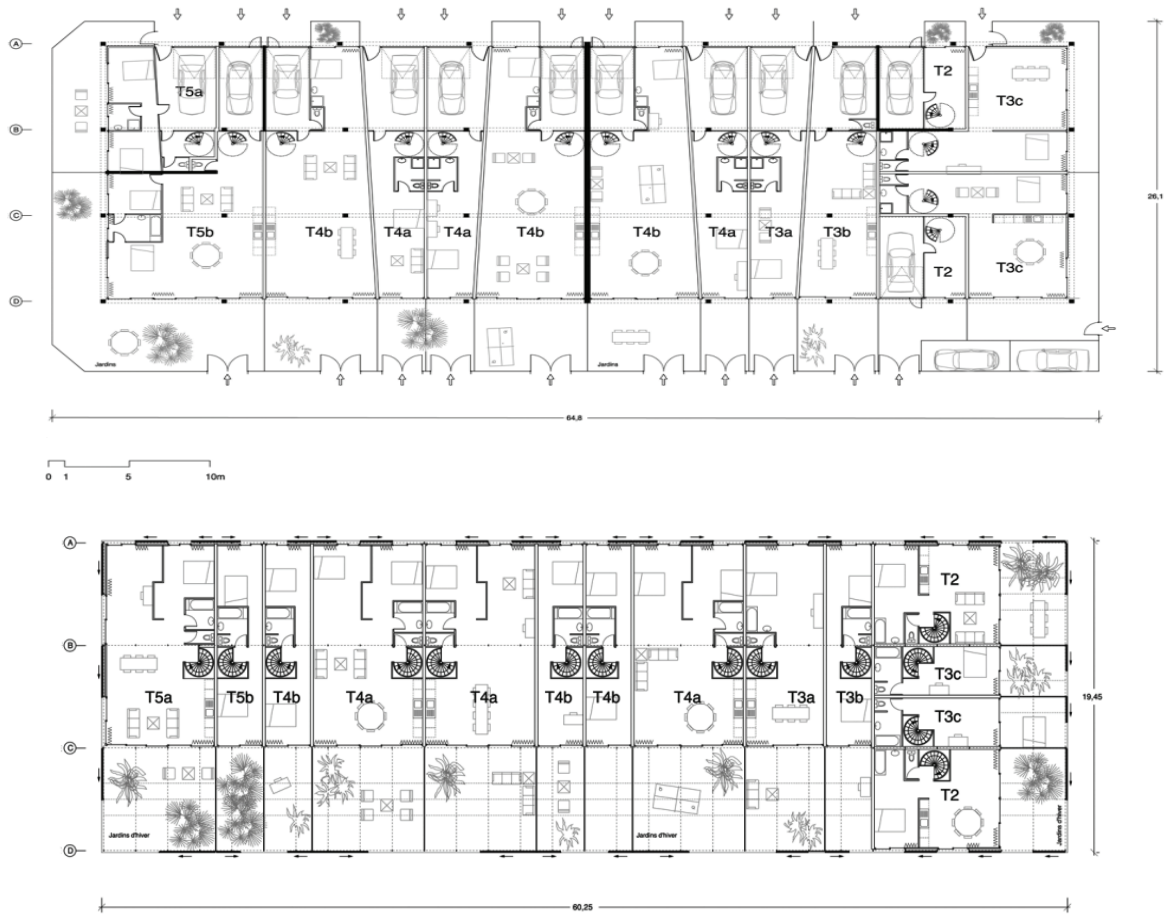 A
T5a
T2
T3c
26,1
B
C
T5b
T4b
T4a
T4a
T4b
T4b
T4a
T3a
T3b
T2
T3c
D
Jardins
Jardins
64,8
0 1 5 10m
A
T2
B
T5a
T5b
T4b
T4a
T4a
T4b
T4b
T4a
T3a
T3b
T3c
19,45
T3c
C
T2
Jardins d'hiver
Jardins d'hiver
Jardins d'hiver
D
60,25